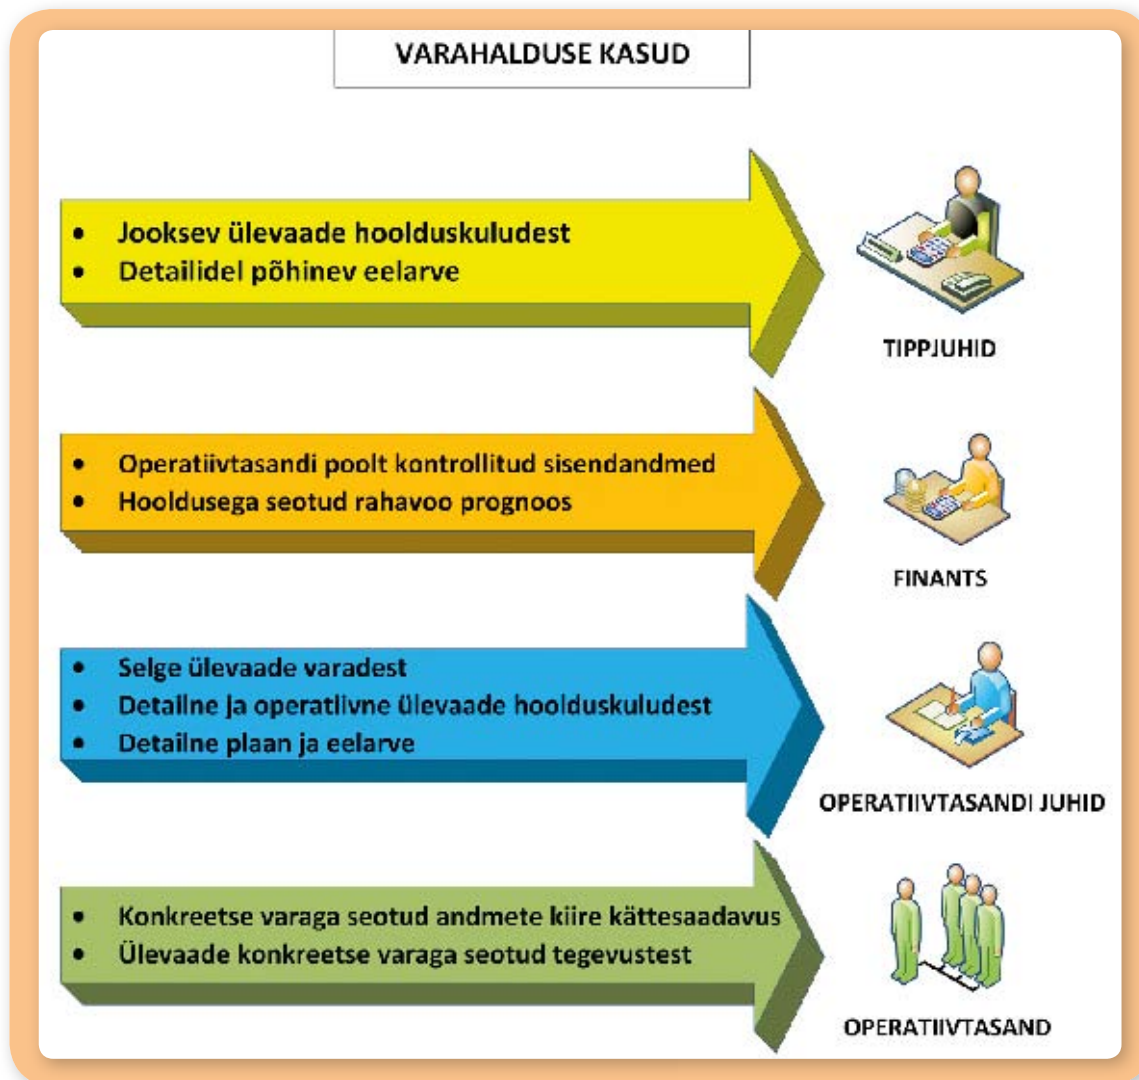 VARAHALDUSE KASUD
• Jooksev ülevaade hoolduskuludest
• Detailidel põhinev eelarve
TIPPJUHID
• Operatiivtasandi poolt kontrollitud sisendandmed
• Hooldusega seotud rahavoo prognoos
FINANTS
• Selge ülevaade varadest
• Detailne ja operatiivne ülevaade hoolduskuludest
• Detailne plaan ja eelarve
OPERATIIVTASANDI JUHID
• Konkreetse varaga seotud andmete kiire kättesaadavus
• Ülevaade konkreetse varaga seotud tegevustest
OPERATIIVTASAND